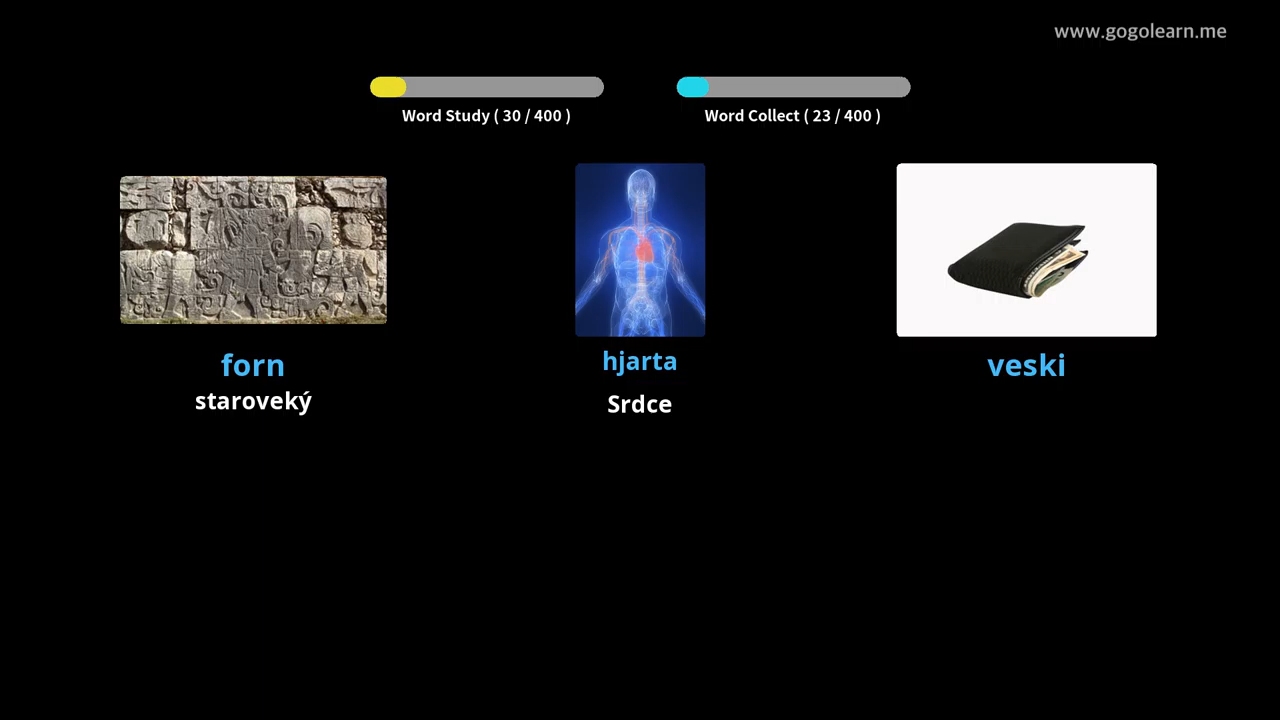 www.gogolearn.me
Word Study ( 30 / 400 )
Word Collect ( 23 / 400 )
forn
staroveký
hjarta
Srdce
veski